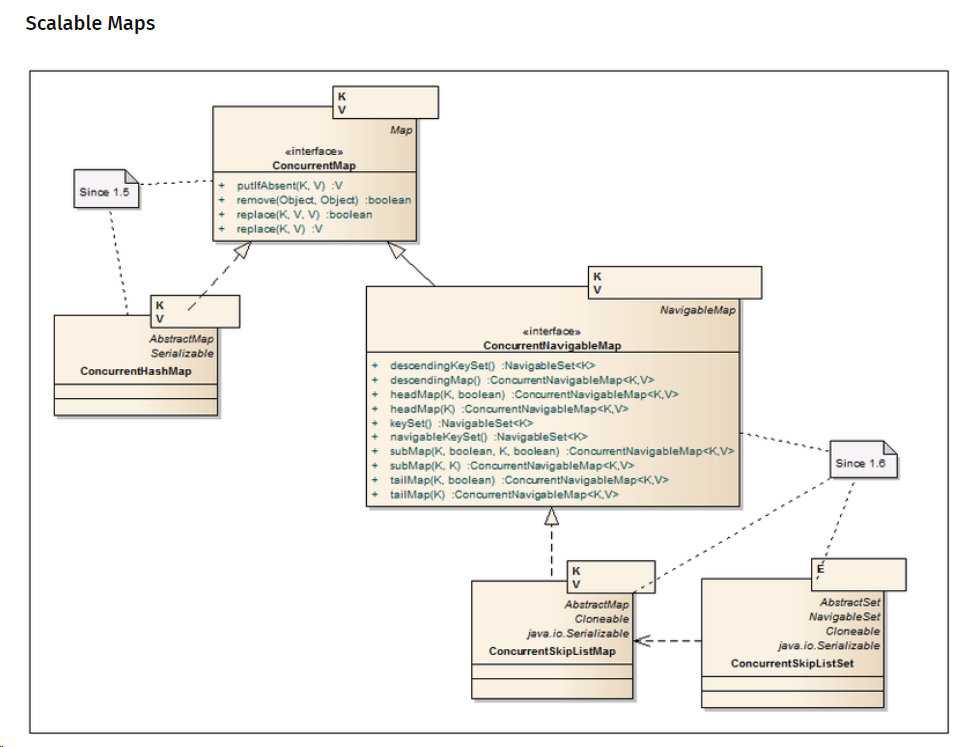 Scalable Maps
K
V
Map
«interface»
ConcurrentMap
+ putIfAbsent(K, V) :V
+ remove(Object, Object) :boolean
+ replace(K, V, V) :boolean
+ replace(K, V) :V
Since 1.5
K
V
AbstractMap
Serializable
ConcurrentHashMap
K
V
NavigableMap
«interface»
ConcurrentNavigableMap
+ descendingKeySet() :NavigableSet<K>
+ descendingMap() :ConcurrentNavigableMap<K,V>
+ headMap(K, boolean) :ConcurrentNavigableMap<K,V>
+ headMap(K) :ConcurrentNavigableMap<K,V>
+ keySet() :NavigableSet<K>
+ navigableKeySet() :NavigableSet<K>
+ subMap(K, boolean, K, boolean) :ConcurrentNavigableMap<K,V>
+ subMap(K, K) :ConcurrentNavigableMap<K,V>
+ tailMap(K, boolean) :ConcurrentNavigableMap<K,V>
+ tailMap(K) :ConcurrentNavigableMap<K,V>
Since 1.6
K
V
AbstractMap
Cloneable
java.io.Serializable
ConcurrentSkipListMap
E
AbstractSet
NavigableSet
Cloneable
java.io.Serializable
ConcurrentSkipListSet